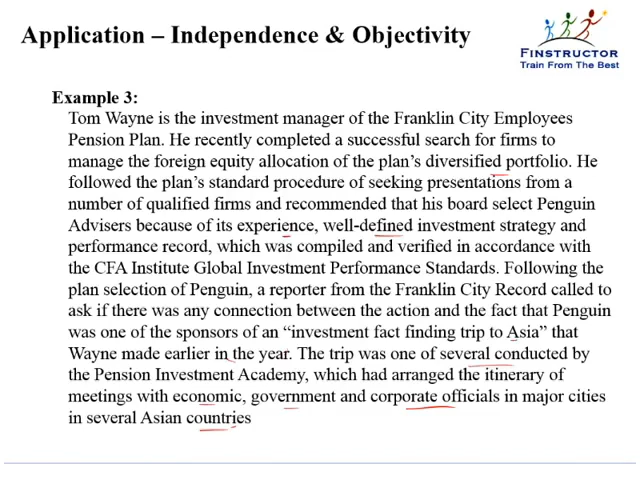 Application – Independence & Objectivity
FINSTRUCTOR
Train From The Best
Example 3:
Tom Wayne is the investment manager of the Franklin City Employees
Pension Plan. He recently completed a successful search for firms to
manage the foreign equity allocation of the plan's diversified portfolio. He
followed the plan's standard procedure of seeking presentations from a
number of qualified firms and recommended that his board select Penguin
Advisers because of its experience, well-defined investment strategy and
performance record, which was compiled and verified in accordance with
the CFA Institute Global Investment Performance Standards. Following the
plan selection of Penguin, a reporter from the Franklin City Record called to
ask if there was any connection between the action and the fact that Penguin
was one of the sponsors of an “investment fact finding trip to Asia” that
Wayne made earlier in the year. The trip was one of several conducted by
the Pension Investment Academy, which had arranged the itinerary of
meetings with economic, government and corporate officials in major cities
in several Asian countries